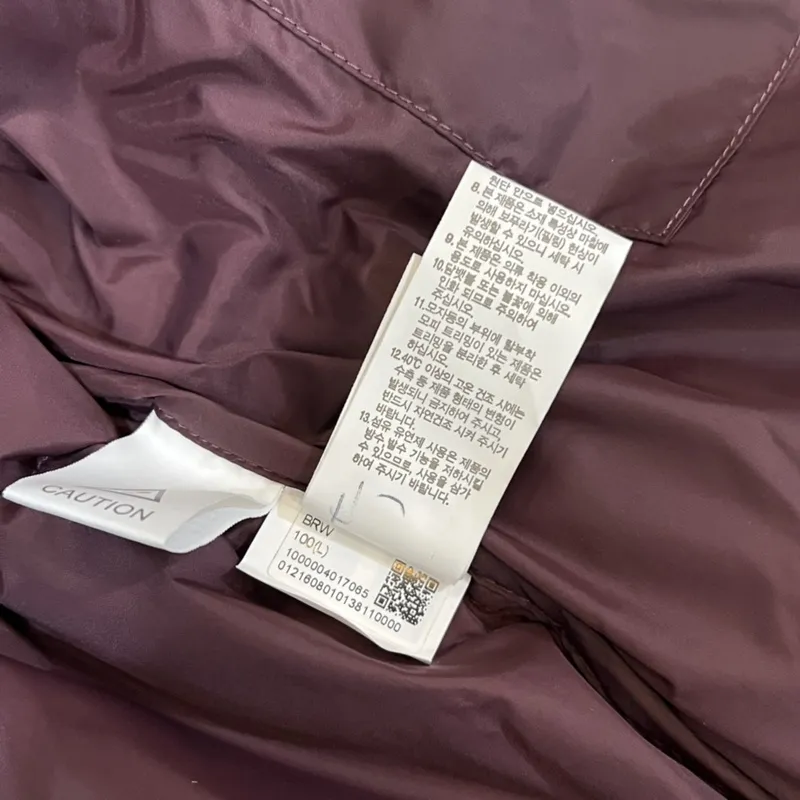 원단 안으로 넣으십시오.
8. 본 제품은 소재 특성상 마찰에
의해 보푸라기(필링) 현상이
발생할 수 있으니 세탁 시
유의하십시오.
9. 본 제품은 의류 착용 이외의
용도로 사용하지 마십시오.
10. 담뱃불 또는 불꽃에 의해
인화 되므로 주의하여
주십시오.
11. 모자등의 부위에 탈부착
모피 트리밍이 있는 제품은
트리밍을 분리한 후 세탁
하십시오.
12. 40℃ 이상의 고온 건조 시에는
수축 등 제품 형태의 변형이
발생되니 금지하여 주시고,
반드시 자연건조 시켜 주시기
바랍니다.
13. 섬유 유연제 사용은 제품의
방수 발수 기능을 저하시킬
수 있으므로, 사용을 삼가
하여 주시기 바랍니다.
CAUTION
BRW
100(L)
1000004017065
0121608010138110000